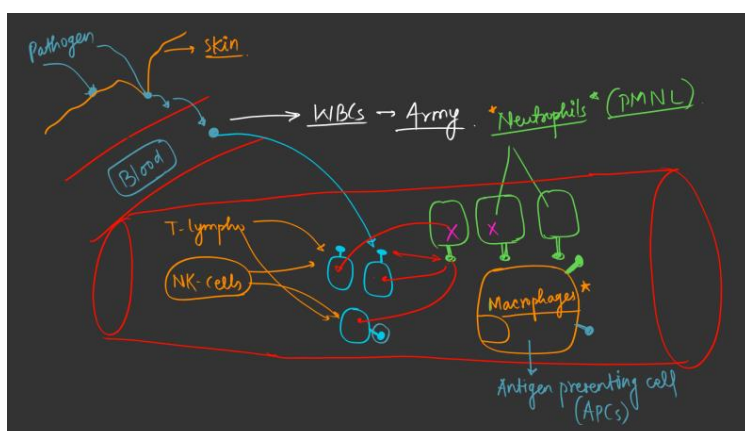 Pathogen
skin
WBCs → Army. *Neutrophils* (PMNL).
Blood
T-lympho
NK-cells
Macrophages *
Antigen presenting cell
(APCs)
x
x